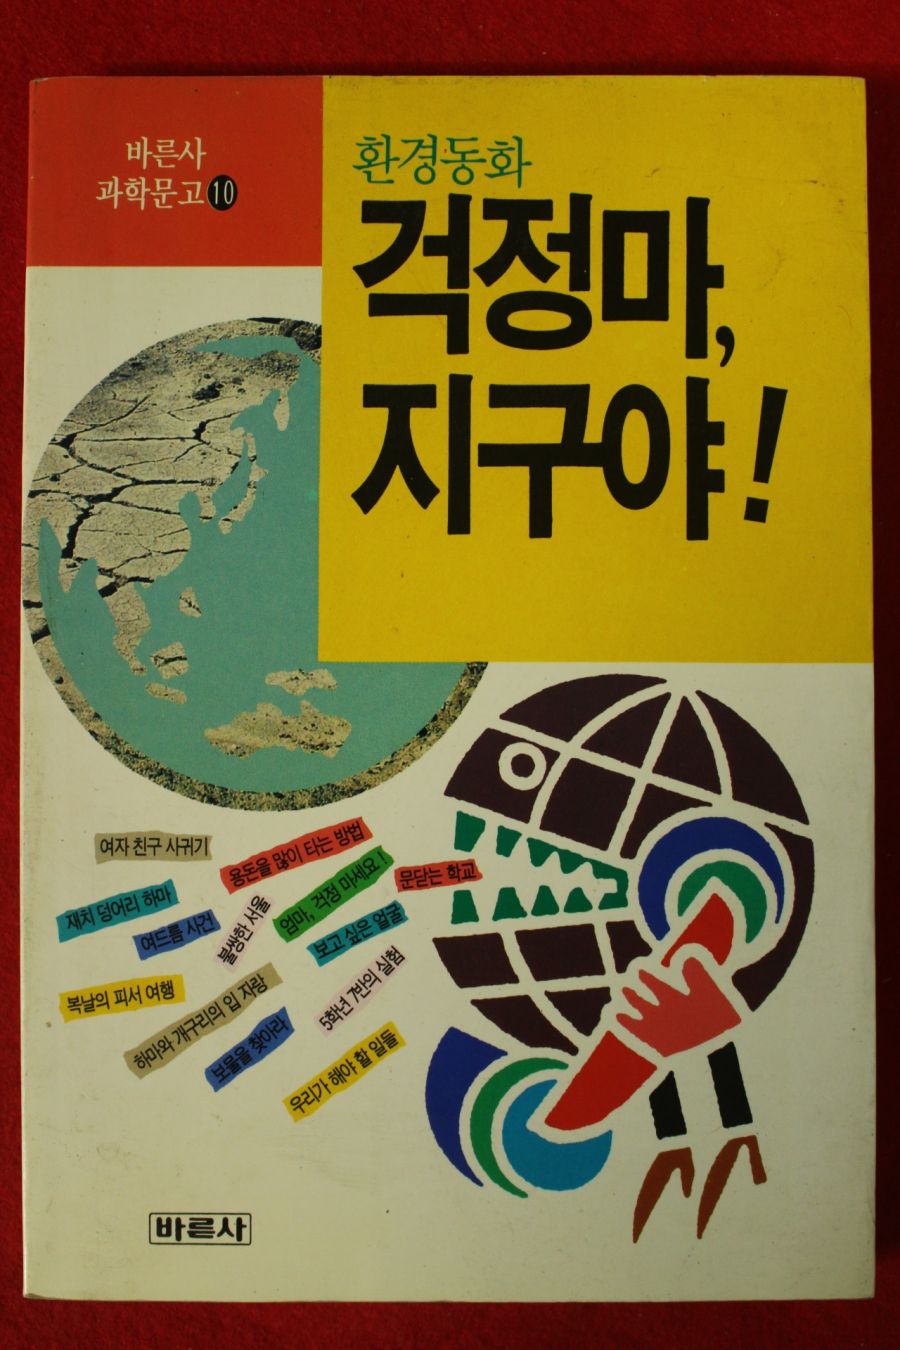 바른사
과학문고 10
환경동화
걱정마,
지구야!
여자 친구 사귀기
용돈을 많이 타는 방법
재치 덩어리 하마
여드름 사건
불쌍한 서울
엄마, 걱정 마세요!
문닫는 학교
보고 싶은 얼굴
복날의 피서 여행
하마와 개구리의 입 자랑
보물을 찾아라
5학년 7반의 실험
우리가 해야 할 일들
바른사